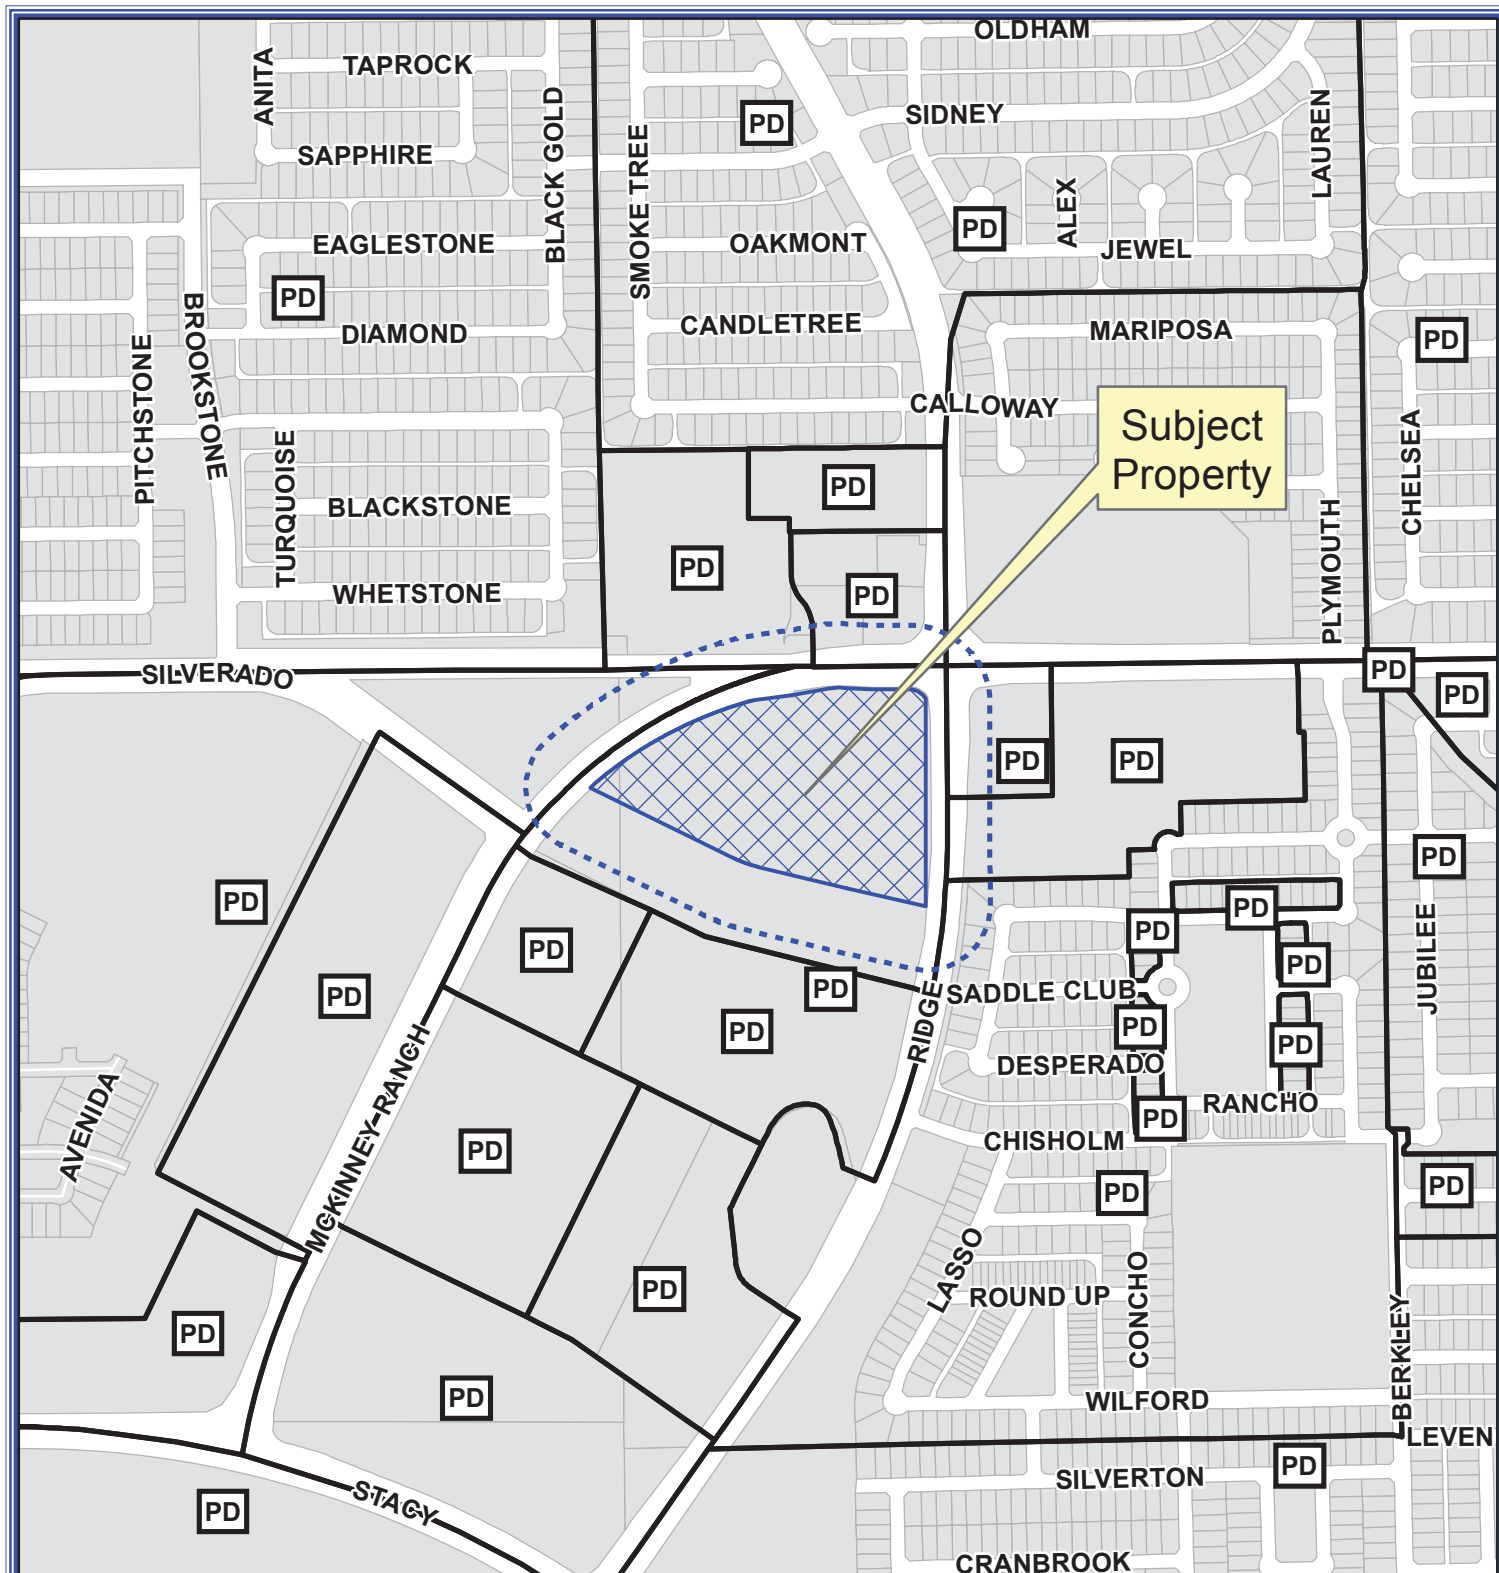 OLDHAM
TAPROCK
ANITA
BLACK GOLD
PD
SIDNEY
LAUREN
SAPPHIRE
SMOKE TREE
ALEX
PD
EAGLESTONE
OAKMONT
JEWEL
PD
BROOKSTONE
DIAMOND
CANDLETREE
MARIPOSA
PD
PITCHSTONE
CALLOWAY
Subject
Property
CHELSEA
TURQUOISE
BLACKSTONE
PD
PLYMOUTH
PD
WHETSTONE
PD
SILVERADO
PD
PD
PD
PD
PD
PD
PD
PD
PD
PD
PD
JUBILEE
PD
PD
SADDLE CLUB
RIDGE
PD
PD
PD
DESPERADO
MCKINNEY RANCH
AVENIDA
RANCHO
PD
CHISHOLM
PD
PD
PD
LASSO
CONCHO
PD
ROUND UP
PD
BERKLEY
PD
WILFORD
LEVEN
SILVERTON
PD
STACY
PD
CRANBROOK